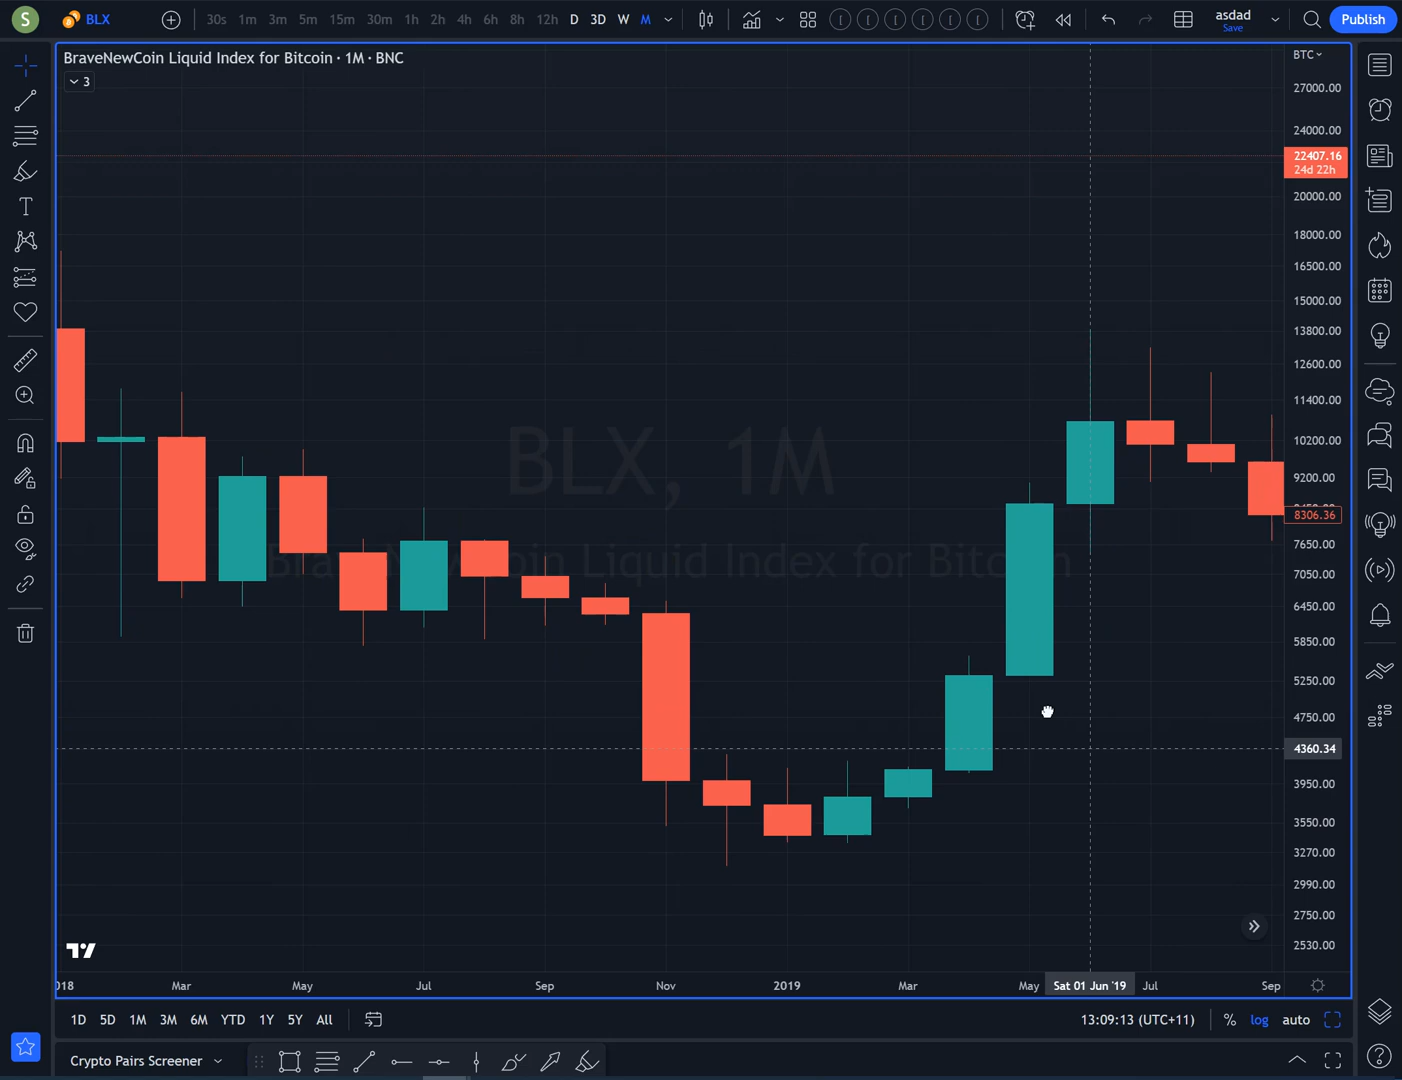 S
BLX
30s 1m 3m 5m 15m 30m 1h 2h 4h 6h 8h 12h D 3D W M
asdad
Save
Publish
BraveNewCoin Liquid Index for Bitcoin · 1M · BNC
3
BTC
27000.00
24000.00
22407.16
24d 22h
20000.00
18000.00
16500.00
15000.00
13800.00
12600.00
11400.00
10200.00
9200.00
8306.36
7650.00
7050.00
6450.00
5850.00
5250.00
4750.00
4360.34
3950.00
3550.00
3270.00
2990.00
2750.00
2530.00
BLX, 1M
BraveNewCoin Liquid Index for Bitcoin
018 Mar May Jul Sep Nov 2019 Mar May Sat 01 Jun '19 Jul Sep
1D 5D 1M 3M 6M YTD 1Y 5Y All
13:09:13 (UTC+11) % log auto
Crypto Pairs Screener